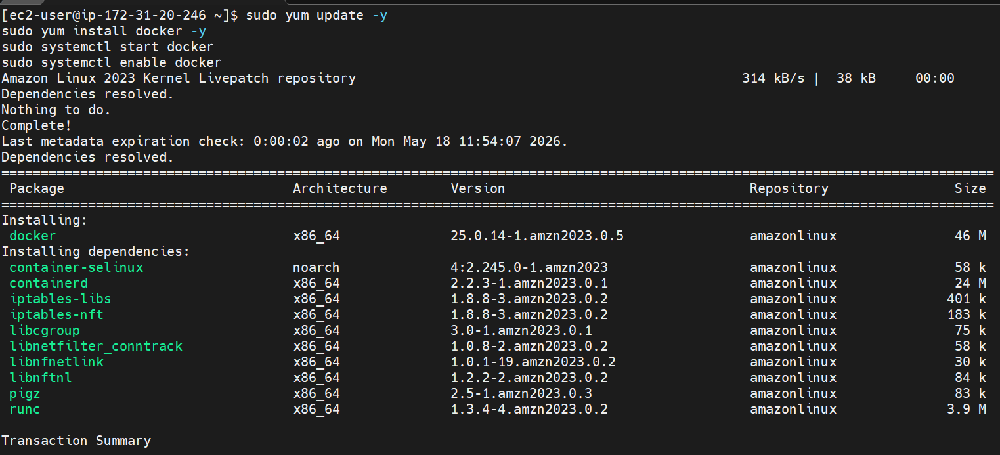 [ec2-user@ip-172-31-20-246 ~]$ sudo yum update -y
sudo yum install docker -y
sudo systemctl start docker
sudo systemctl enable docker
Amazon Linux 2023 Kernel Livepatch repository 314 kB/s | 38 kB 00:00
Dependencies resolved.
Nothing to do.
Complete!
Last metadata expiration check: 0:00:02 ago on Mon May 18 11:54:07 2026.
Dependencies resolved.
================================================================================
Package Architecture Version Repository Size
================================================================================
Installing:
docker x86_64 25.0.14-1.amzn2023.0.5 amazonlinux 46 M
Installing dependencies:
container-selinux noarch 4:2.245.0-1.amzn2023 amazonlinux 58 k
containerd x86_64 2.2.3-1.amzn2023.0.1 amazonlinux 24 M
iptables-libs x86_64 1.8.8-3.amzn2023.0.2 amazonlinux 401 k
iptables-nft x86_64 1.8.8-3.amzn2023.0.2 amazonlinux 183 k
libcgroup x86_64 3.0-1.amzn2023.0.1 amazonlinux 75 k
libnetfilter_conntrack x86_64 1.0.8-2.amzn2023.0.2 amazonlinux 58 k
libnfnetlink x86_64 1.0.1-19.amzn2023.0.2 amazonlinux 30 k
libnftnl x86_64 1.2.2-2.amzn2023.0.2 amazonlinux 84 k
pigz x86_64 2.5-1.amzn2023.0.3 amazonlinux 83 k
runc x86_64 1.3.4-4.amzn2023.0.2 amazonlinux 3.9 M
Transaction Summary